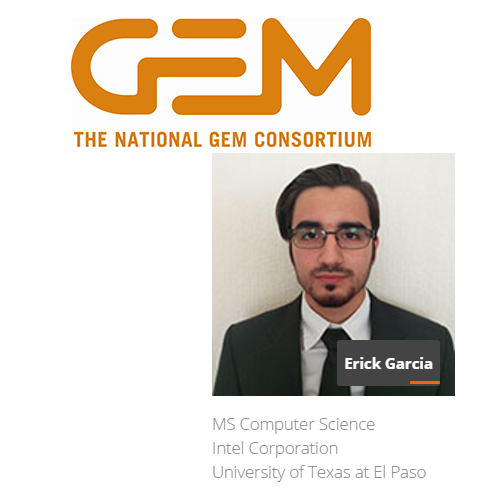 GEM
THE NATIONAL GEM CONSORTIUM
Erick Garcia
MS Computer Science
Intel Corporation
University of Texas at El Paso